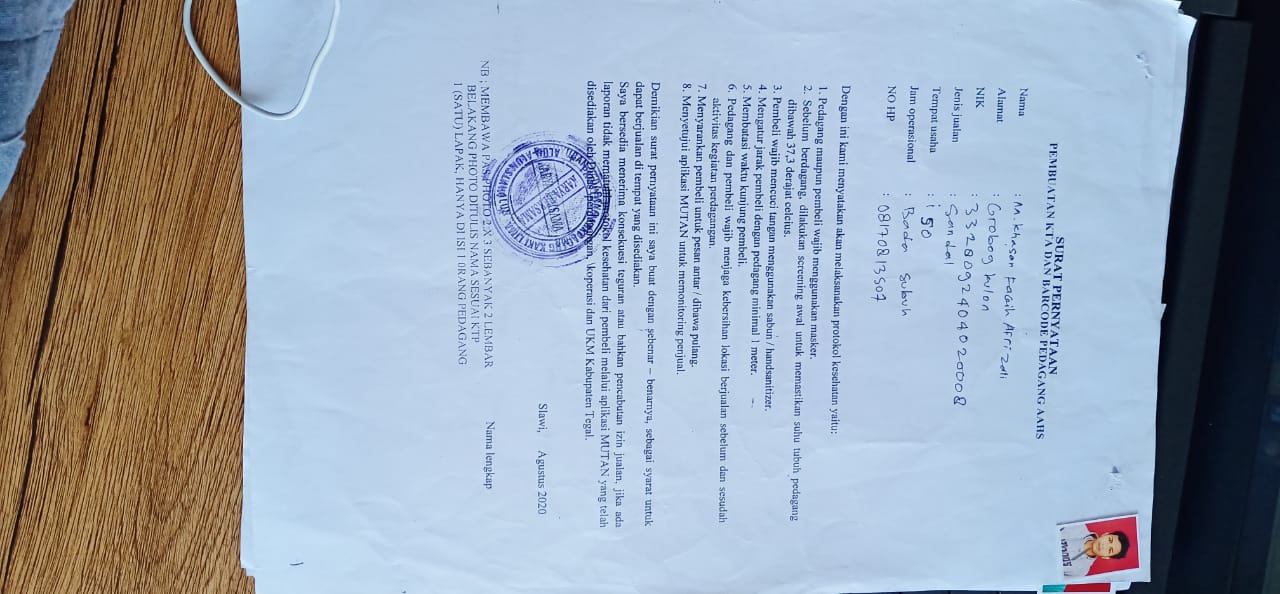 SURAT PERNYATAAN
PEMBUATAN KTA DAN BARCODE PEDAGANG AAHS
Nama : M. Khasan Faqih Afrizali
Alamat : Grobog kulon
NIK : 3328092404020008
Jenis jualan : Sandal
Tempat usaha : 50
Jam operasional : Bada subuh
NO HP : 08170813507
Dengan ini kami menyatakan akan melaksanakan protokol kesehatan yaitu:
1. Pedagang maupun pembeli wajib menggunakan masker.
2. Sebelum berdagang, dilakukan screening awal untuk memastikan suhu tubuh pedagang
dibawah 37,3 derajat celcius.
3. Pembeli wajib mencuci tangan menggunakan sabun / handsanitizer.
4. Mengatur jarak pembeli dengan pedagang minimal 1 meter.
5. Membatasi waktu kunjung pembeli.
6. Pedagang dan pembeli wajib menjaga kebersihan lokasi berjualan sebelum dan sesudah
aktivitas kegiatan perdagangan.
7. Menyarankan pembeli untuk pesan antar / dibawa pulang.
8. Menyetujui aplikasi MUTAN untuk memonitoring penjual.
Demikian surat pernyataan ini saya buat dengan sebenar – benarnya, sebagai syarat untuk
dapat berjualan di tempat yang disediakan.
Saya bersedia menerima konsekuesi teguran atau bahkan pencabutan izin jualan, jika ada
laporan tidak mentaati protokol kesehatan dari pembeli melalui aplikasi MUTAN yang telah
disediakan oleh Dinas perdagangan, koperasi dan UKM Kabupaten Tegal.
Slawi, Agustus 2020
Nama lengkap
NB ; MEMBAWA PAS PHOTO 2 X 3 SEBANYAK 2 LEMBAR
BELAKANG PHOTO DITULIS NAMA SESUAI KTP
1 (SATU) LAPAK, HANYA DI ISI 1 ORANG PEDAGANG